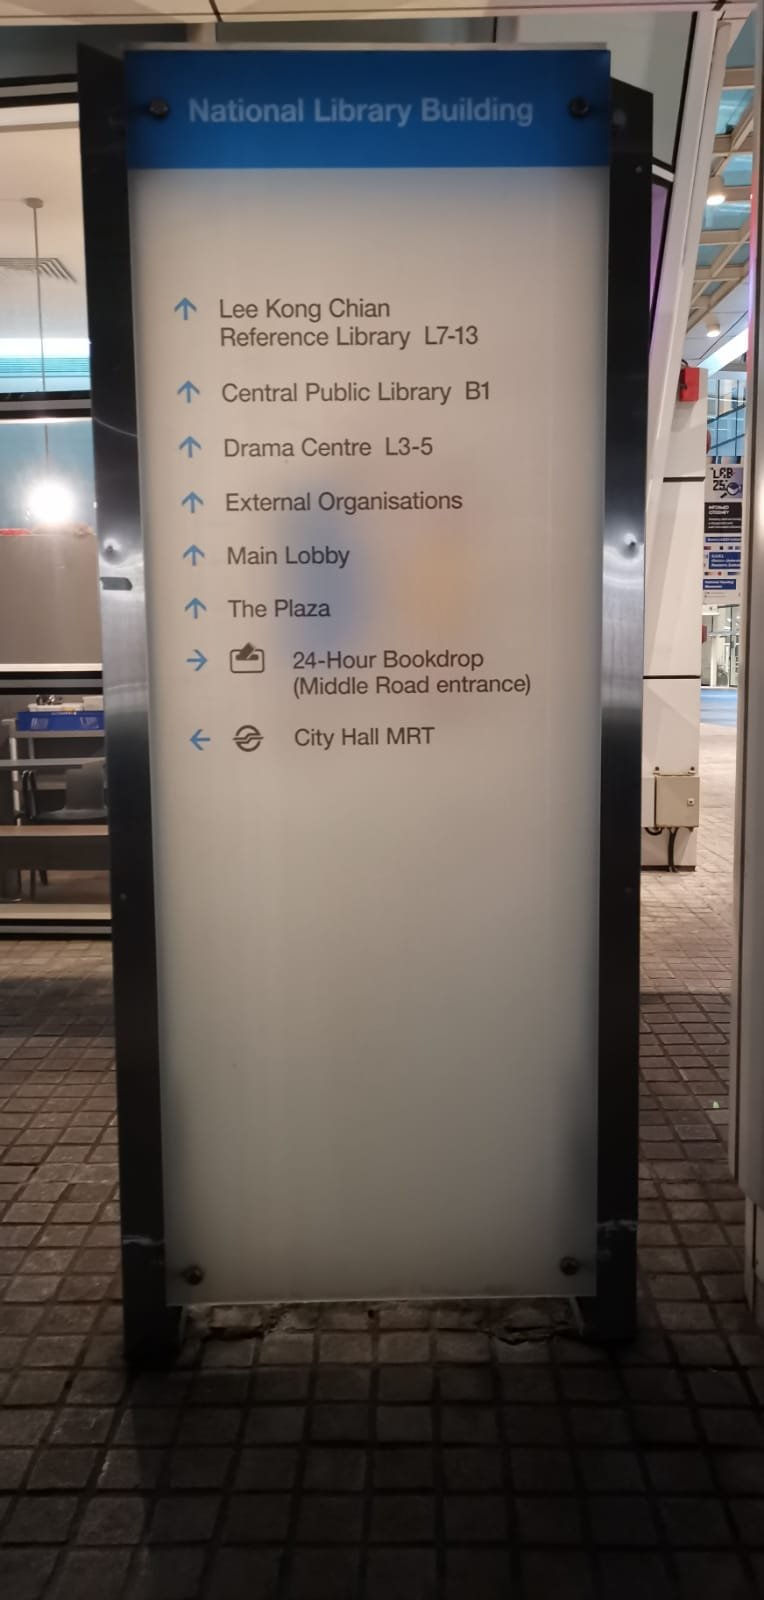 National Library Building
↑ Lee Kong Chian
Reference Library L7-13
↑ Central Public Library B1
↑ Drama Centre L3-5
↑ External Organisations
↑ Main Lobby
↑ The Plaza
→ 24-Hour Bookdrop
(Middle Road entrance)
← City Hall MRT